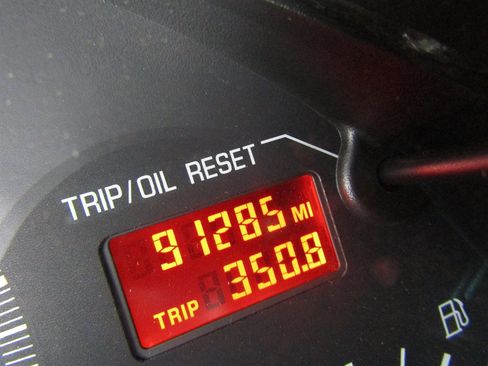 TRIP/OIL RESET
91285 MI
TRIP 350.8